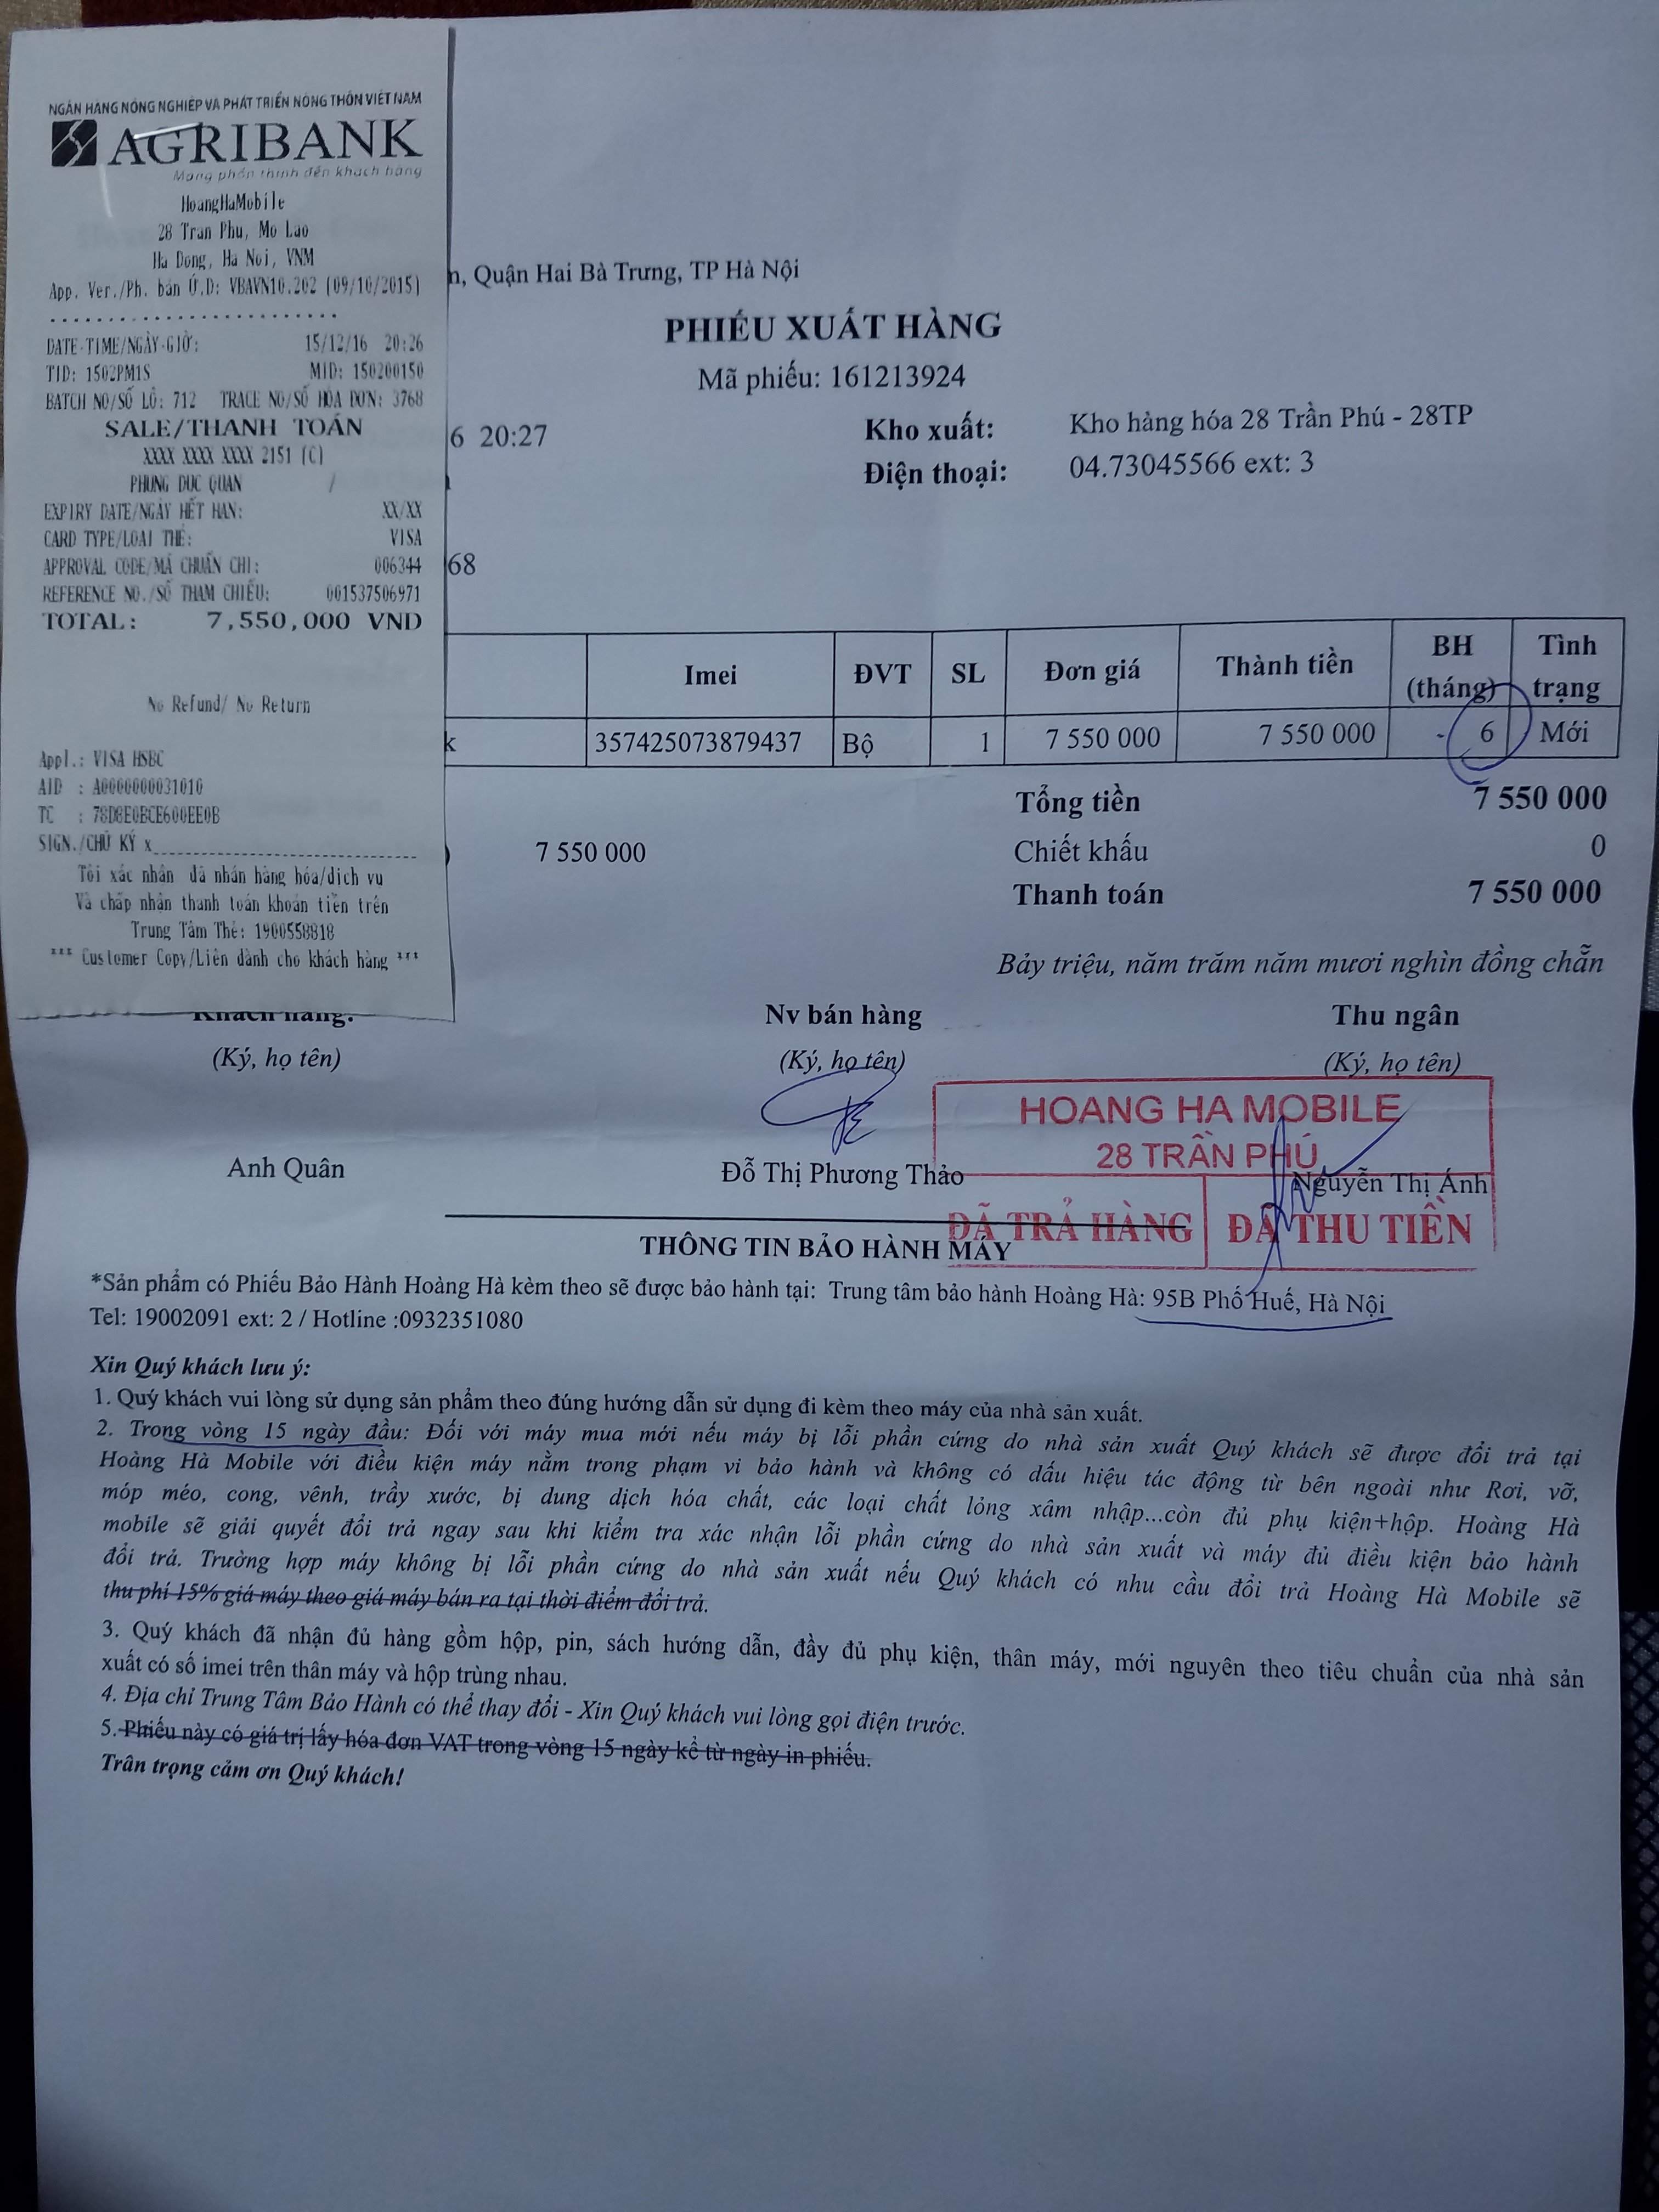 NGÂN HÀNG NÔNG NGHIỆP VÀ PHÁT TRIỂN NÔNG THÔN VIỆT NAM
AGRIBANK
Mang phồn thịnh đến khách hàng
HoangHaMobile
28 Tran Phu, Mo Lao
Ha Dong, Ha Noi, VNM
App. Ver./Ph. bản Ứ.D: VBAVN10.202 (09/10/2015)
DATE-TIME/NGÀY-GIỜ: 15/12/16 20:26
TID: 1502PM1S MID: 150200150
BATCH NO/SỐ LÔ: 712 TRACE NO/SỐ HÓA ĐƠN: 3768
SALE/THANH TOÁN
XXXX XXXX XXXX 2151 (C)
PHUNG DUC QUAN /
EXPIRY DATE/NGÀY HẾT HẠN: XX/XX
CARD TYPE/LOẠI THẺ: VISA
APPROVAL CODE/MÃ CHUẨN CHI: 006344
REFERENCE NO./SỐ THAM CHIẾU: 001537506971
TOTAL: 7,550,000 VND
No Refund/ No Return
Appl.: VISA HSBC
AID : A0000000031010
TC : 78D8E0BCE600EE0B
SIGN./CHỮ KÝ x
Tôi xác nhận đã nhận hàng hóa/dịch vụ
Và chấp nhận thanh toán khoản tiền trên
Trung Tâm Thẻ: 1900558818
*** Customer Copy/Liên dành cho khách hàng ***
n, Quận Hai Bà Trưng, TP Hà Nội
PHIẾU XUẤT HÀNG
Mã phiếu: 161213924
6 20:27 Kho xuất: Kho hàng hóa 28 Trần Phú - 28TP
Điện thoại: 04.73045566 ext: 3
68
Imei ĐVT SL Đơn giá Thành tiền BH (tháng) Tình trạng
k 357425073879437 Bộ 1 7 550 000 7 550 000 6 Mới
Tổng tiền 7 550 000
) 7 550 000 Chiết khấu 0
Thanh toán 7 550 000
Bảy triệu, năm trăm năm mươi nghìn đồng chẵn
Khách hàng. Nv bán hàng Thu ngân
(Ký, họ tên) (Ký, họ tên) (Ký, họ tên)
HOANG HA MOBILE
28 TRẦN PHÚ
Anh Quân Đỗ Thị Phương Thảo Nguyễn Thị Ánh
ĐÃ TRẢ HÀNG ĐÃ THU TIỀN
THÔNG TIN BẢO HÀNH MÁY
*Sản phẩm có Phiếu Bảo Hành Hoàng Hà kèm theo sẽ được bảo hành tại: Trung tâm bảo hành Hoàng Hà: 95B Phố Huế, Hà Nội
Tel: 19002091 ext: 2 / Hotline :0932351080
Xin Quý khách lưu ý:
1. Quý khách vui lòng sử dụng sản phẩm theo đúng hướng dẫn sử dụng đi kèm theo máy của nhà sản xuất.
2. Trong vòng 15 ngày đầu: Đối với máy mua mới nếu máy bị lỗi phần cứng do nhà sản xuất Quý khách sẽ được đổi trả tại
Hoàng Hà Mobile với điều kiện máy nằm trong phạm vi bảo hành và không có dấu hiệu tác động từ bên ngoài như Rơi, vỡ,
móp méo, cong, vênh, trầy xước, bị dung dịch hóa chất, các loại chất lỏng xâm nhập...còn đủ phụ kiện+hộp. Hoàng Hà
mobile sẽ giải quyết đổi trả ngay sau khi kiểm tra xác nhận lỗi phần cứng do nhà sản xuất và máy đủ điều kiện bảo hành
đổi trả. Trường hợp máy không bị lỗi phần cứng do nhà sản xuất nếu Quý khách có nhu cầu đổi trả Hoàng Hà Mobile sẽ
thu phí 15% giá máy theo giá máy bán ra tại thời điểm đổi trả.
3. Quý khách đã nhận đủ hàng gồm hộp, pin, sách hướng dẫn, đầy đủ phụ kiện, thân máy, mới nguyên theo tiêu chuẩn của nhà sản
xuất có số imei trên thân máy và hộp trùng nhau.
4. Địa chỉ Trung Tâm Bảo Hành có thể thay đổi - Xin Quý khách vui lòng gọi điện trước.
5. Phiếu này có giá trị lấy hóa đơn VAT trong vòng 15 ngày kể từ ngày in phiếu.
Trân trọng cảm ơn Quý khách!